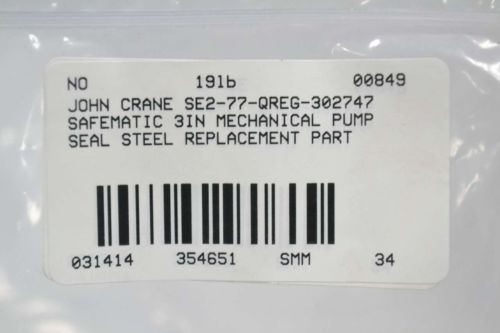 NO 191b 00849
JOHN CRANE SE2-77-QREG-302747
SAFEMATIC 3IN MECHANICAL PUMP
SEAL STEEL REPLACEMENT PART
031414 354651 SMM 34